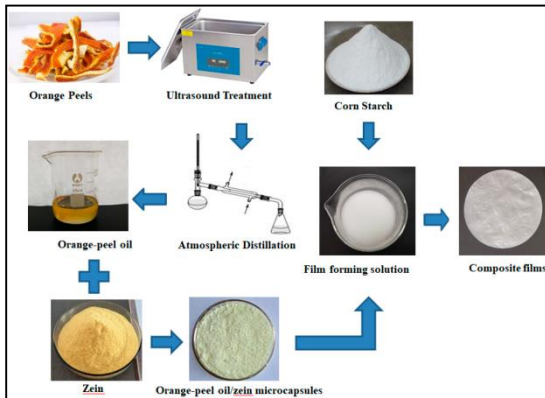 Orange Peels
Ultrasound Treatment
Corn Starch
Orange-peel oil
Atmospheric Distillation
Film forming solution
Composite films
Zein
Orange-peel oil/zein microcapsules